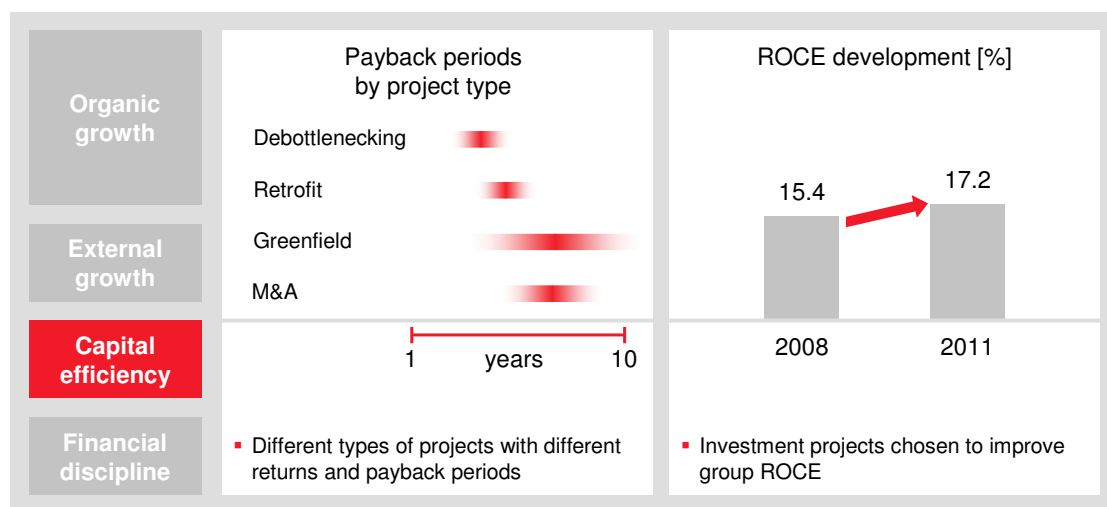 Organic
growth
External
growth
Capital
efficiency
Financial
discipline
Payback periods
by project type
Debottlenecking
Retrofit
Greenfield
M&A
1 years 10
▪ Different types of projects with different
returns and payback periods
ROCE development [%]
15.4
17.2
2008 2011
▪ Investment projects chosen to improve
group ROCE